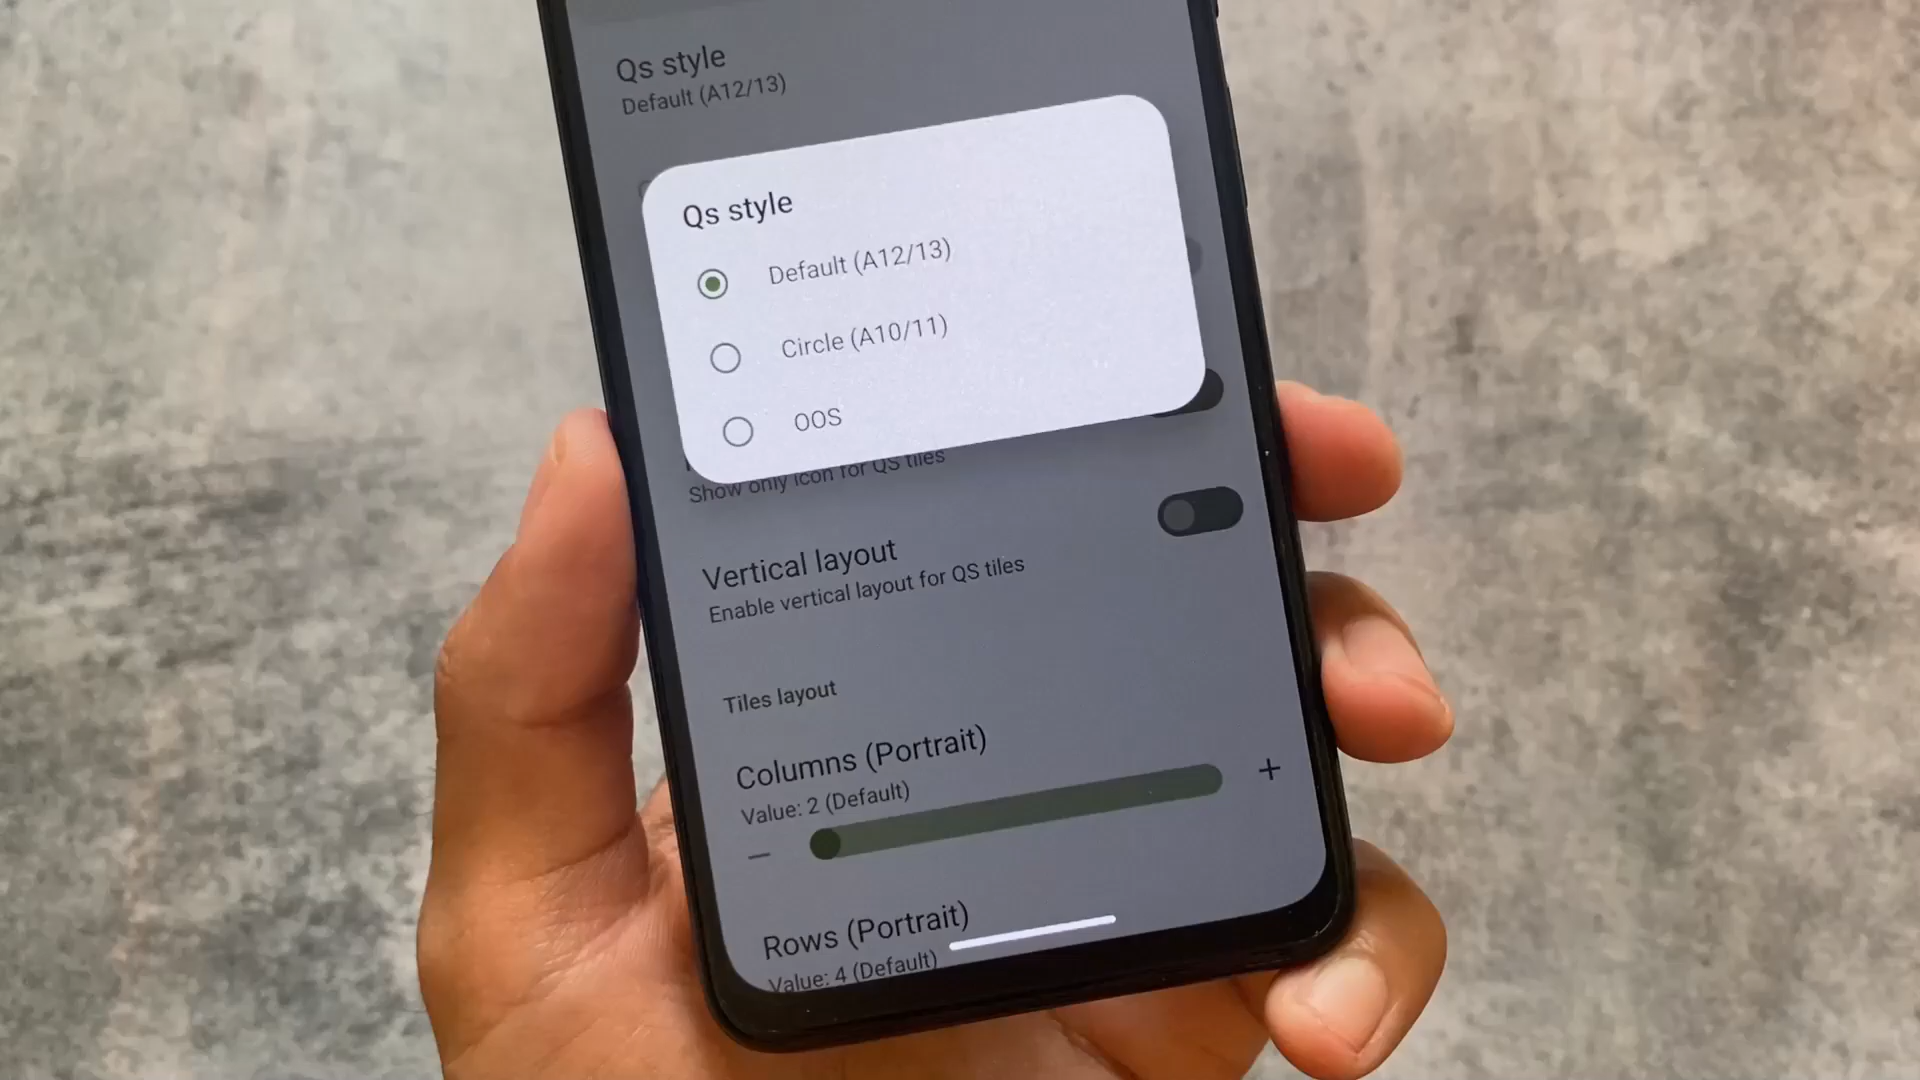 Qs style
Default (A12/13)
Qs style
Default (A12/13)
Circle (A10/11)
OOS
Show only icon for QS tiles
Vertical layout
Enable vertical layout for QS tiles
Tiles layout
Columns (Portrait)
Value: 2 (Default)
Rows (Portrait)
Value: 4 (Default)